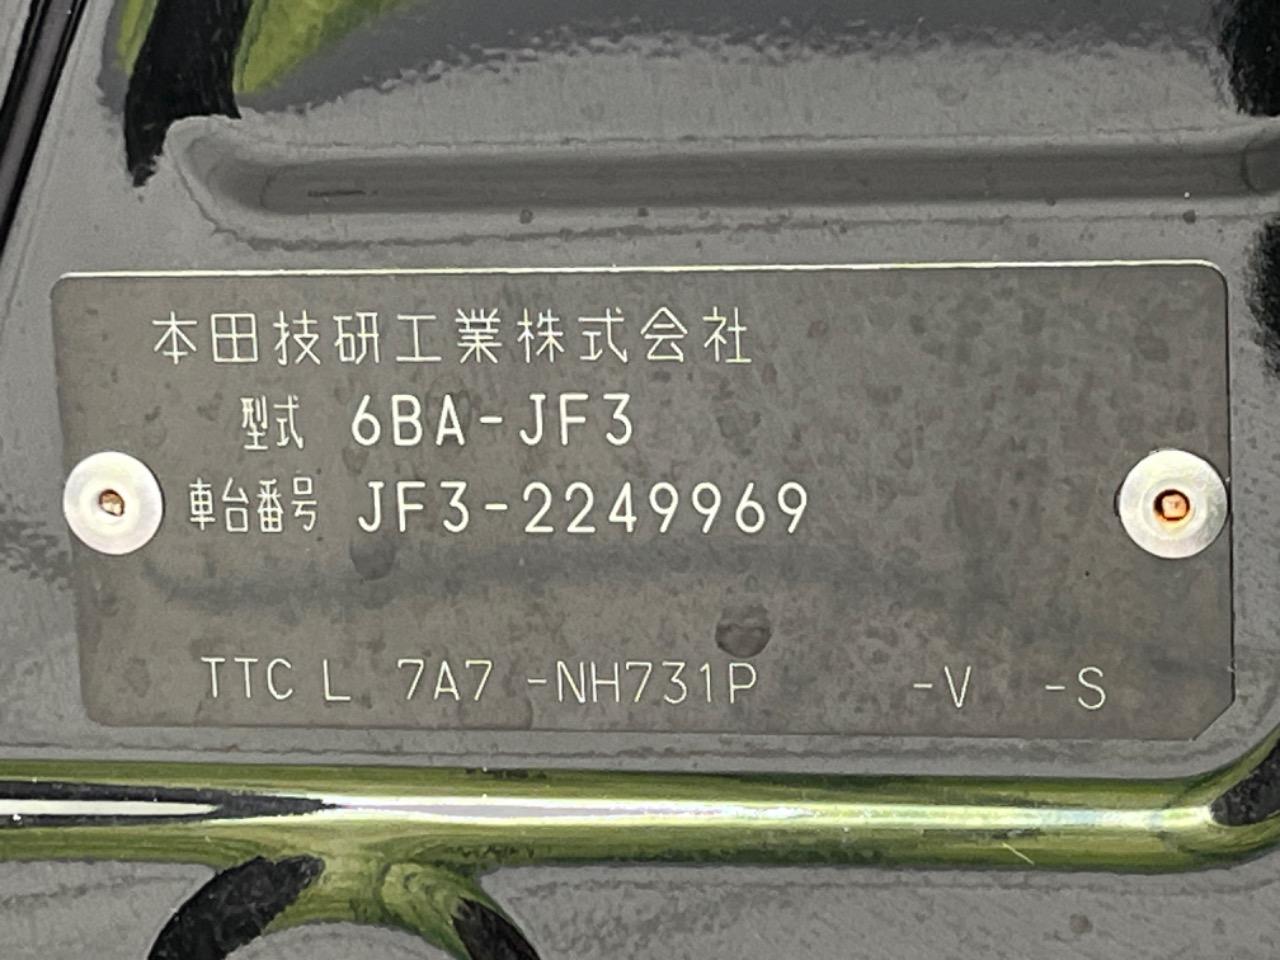 本田技研工業株式会社
型式 6BA-JF3
車台番号 JF3-2249969
TTC L 7A7 -NH731P -V -S